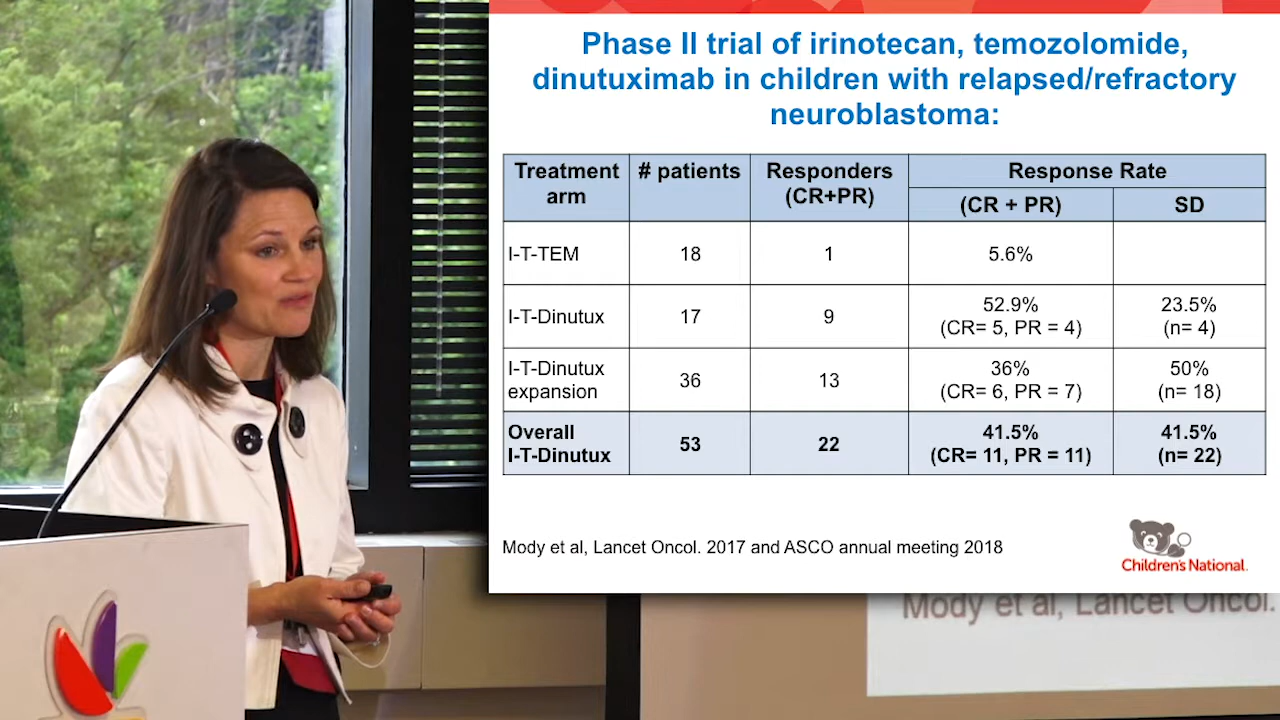 Phase II trial of irinotecan, temozolomide,
dinutuximab in children with relapsed/refractory
neuroblastoma:
Treatment arm # patients Responders (CR+PR) Response Rate
(CR + PR) SD
I-T-TEM 18 1 5.6%
I-T-Dinutux 17 9 52.9% (CR= 5, PR = 4) 23.5% (n= 4)
I-T-Dinutux expansion 36 13 36% (CR= 6, PR = 7) 50% (n= 18)
Overall I-T-Dinutux 53 22 41.5% (CR= 11, PR = 11) 41.5% (n= 22)
Mody et al, Lancet Oncol. 2017 and ASCO annual meeting 2018
Children's National.
Mody et al, Lancet Oncol.